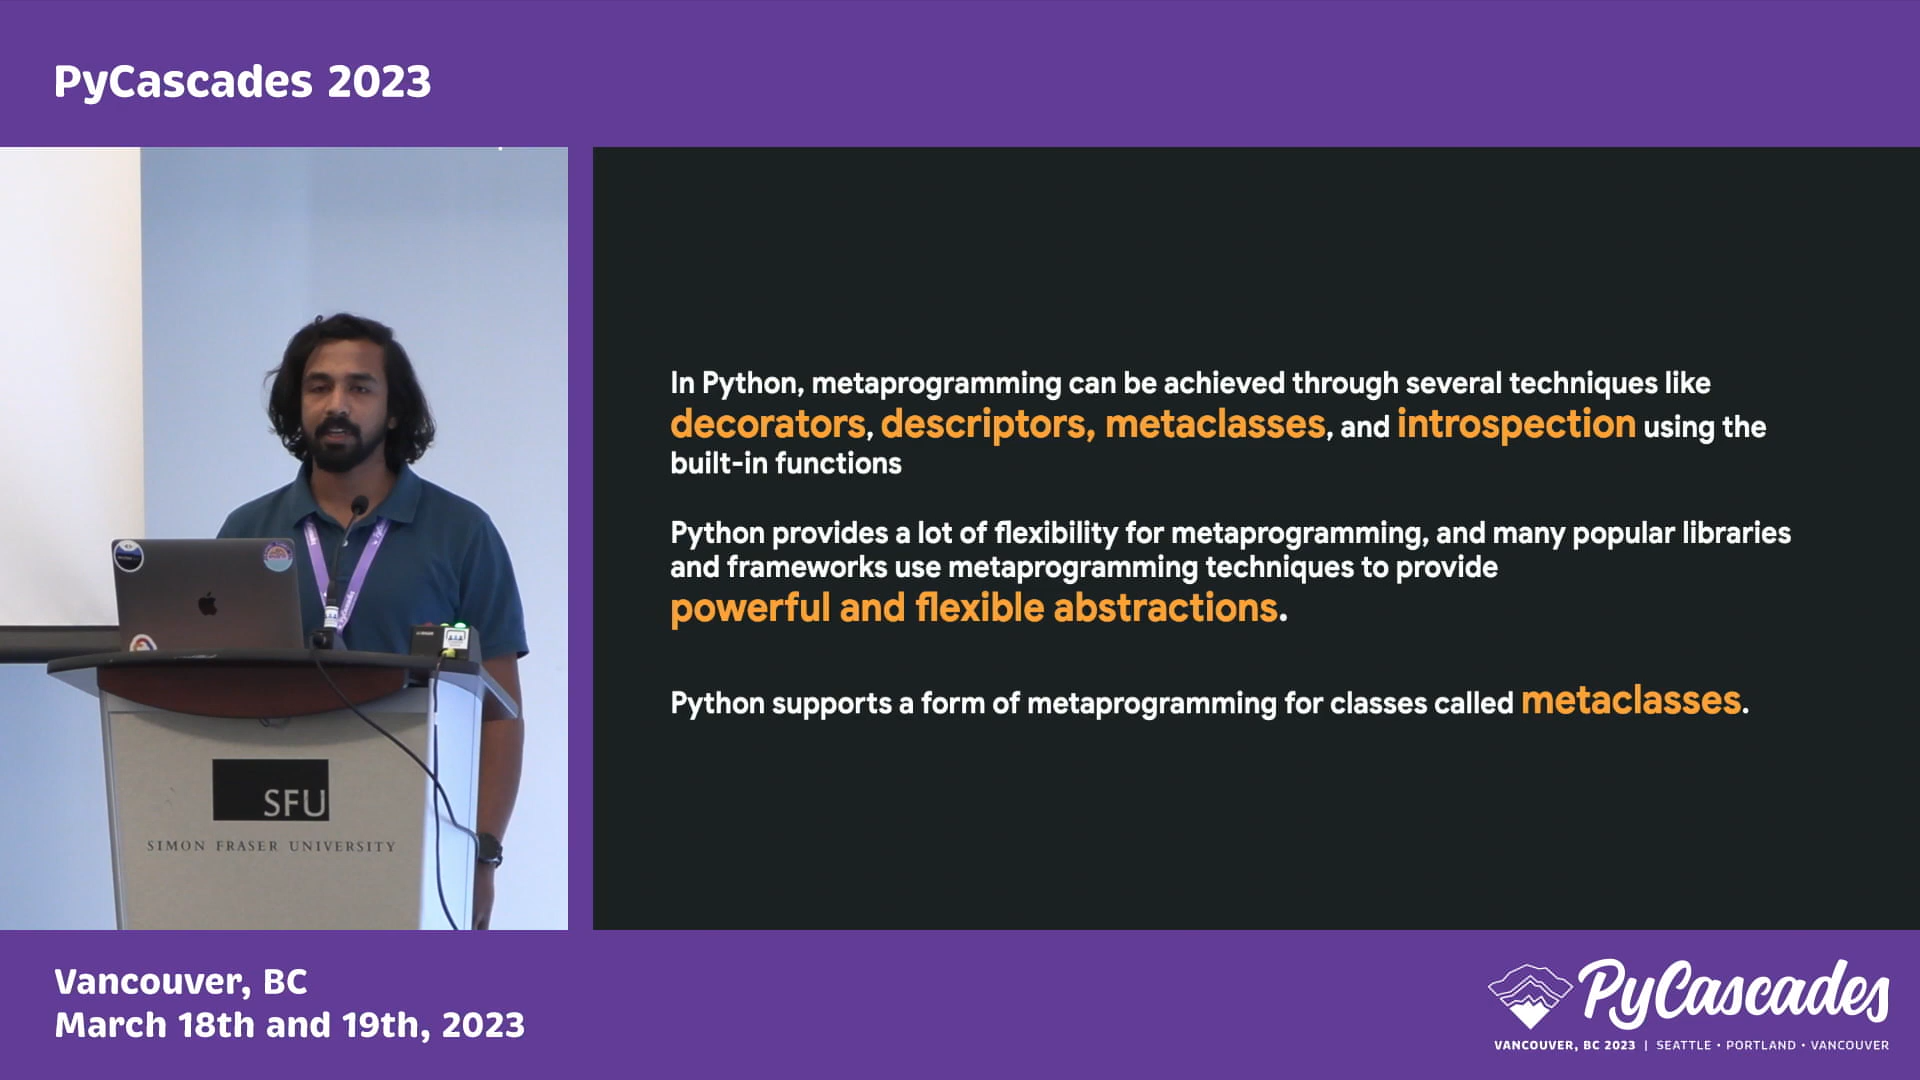 PyCascades 2023
In Python, metaprogramming can be achieved through several techniques like
decorators, descriptors, metaclasses, and introspection using the
built-in functions
Python provides a lot of flexibility for metaprogramming, and many popular libraries
and frameworks use metaprogramming techniques to provide
powerful and flexible abstractions.
Python supports a form of metaprogramming for classes called metaclasses.
SFU
SIMON FRASER UNIVERSITY
Vancouver, BC
March 18th and 19th, 2023
PyCascades
VANCOUVER, BC 2023 | SEATTLE • PORTLAND • VANCOUVER